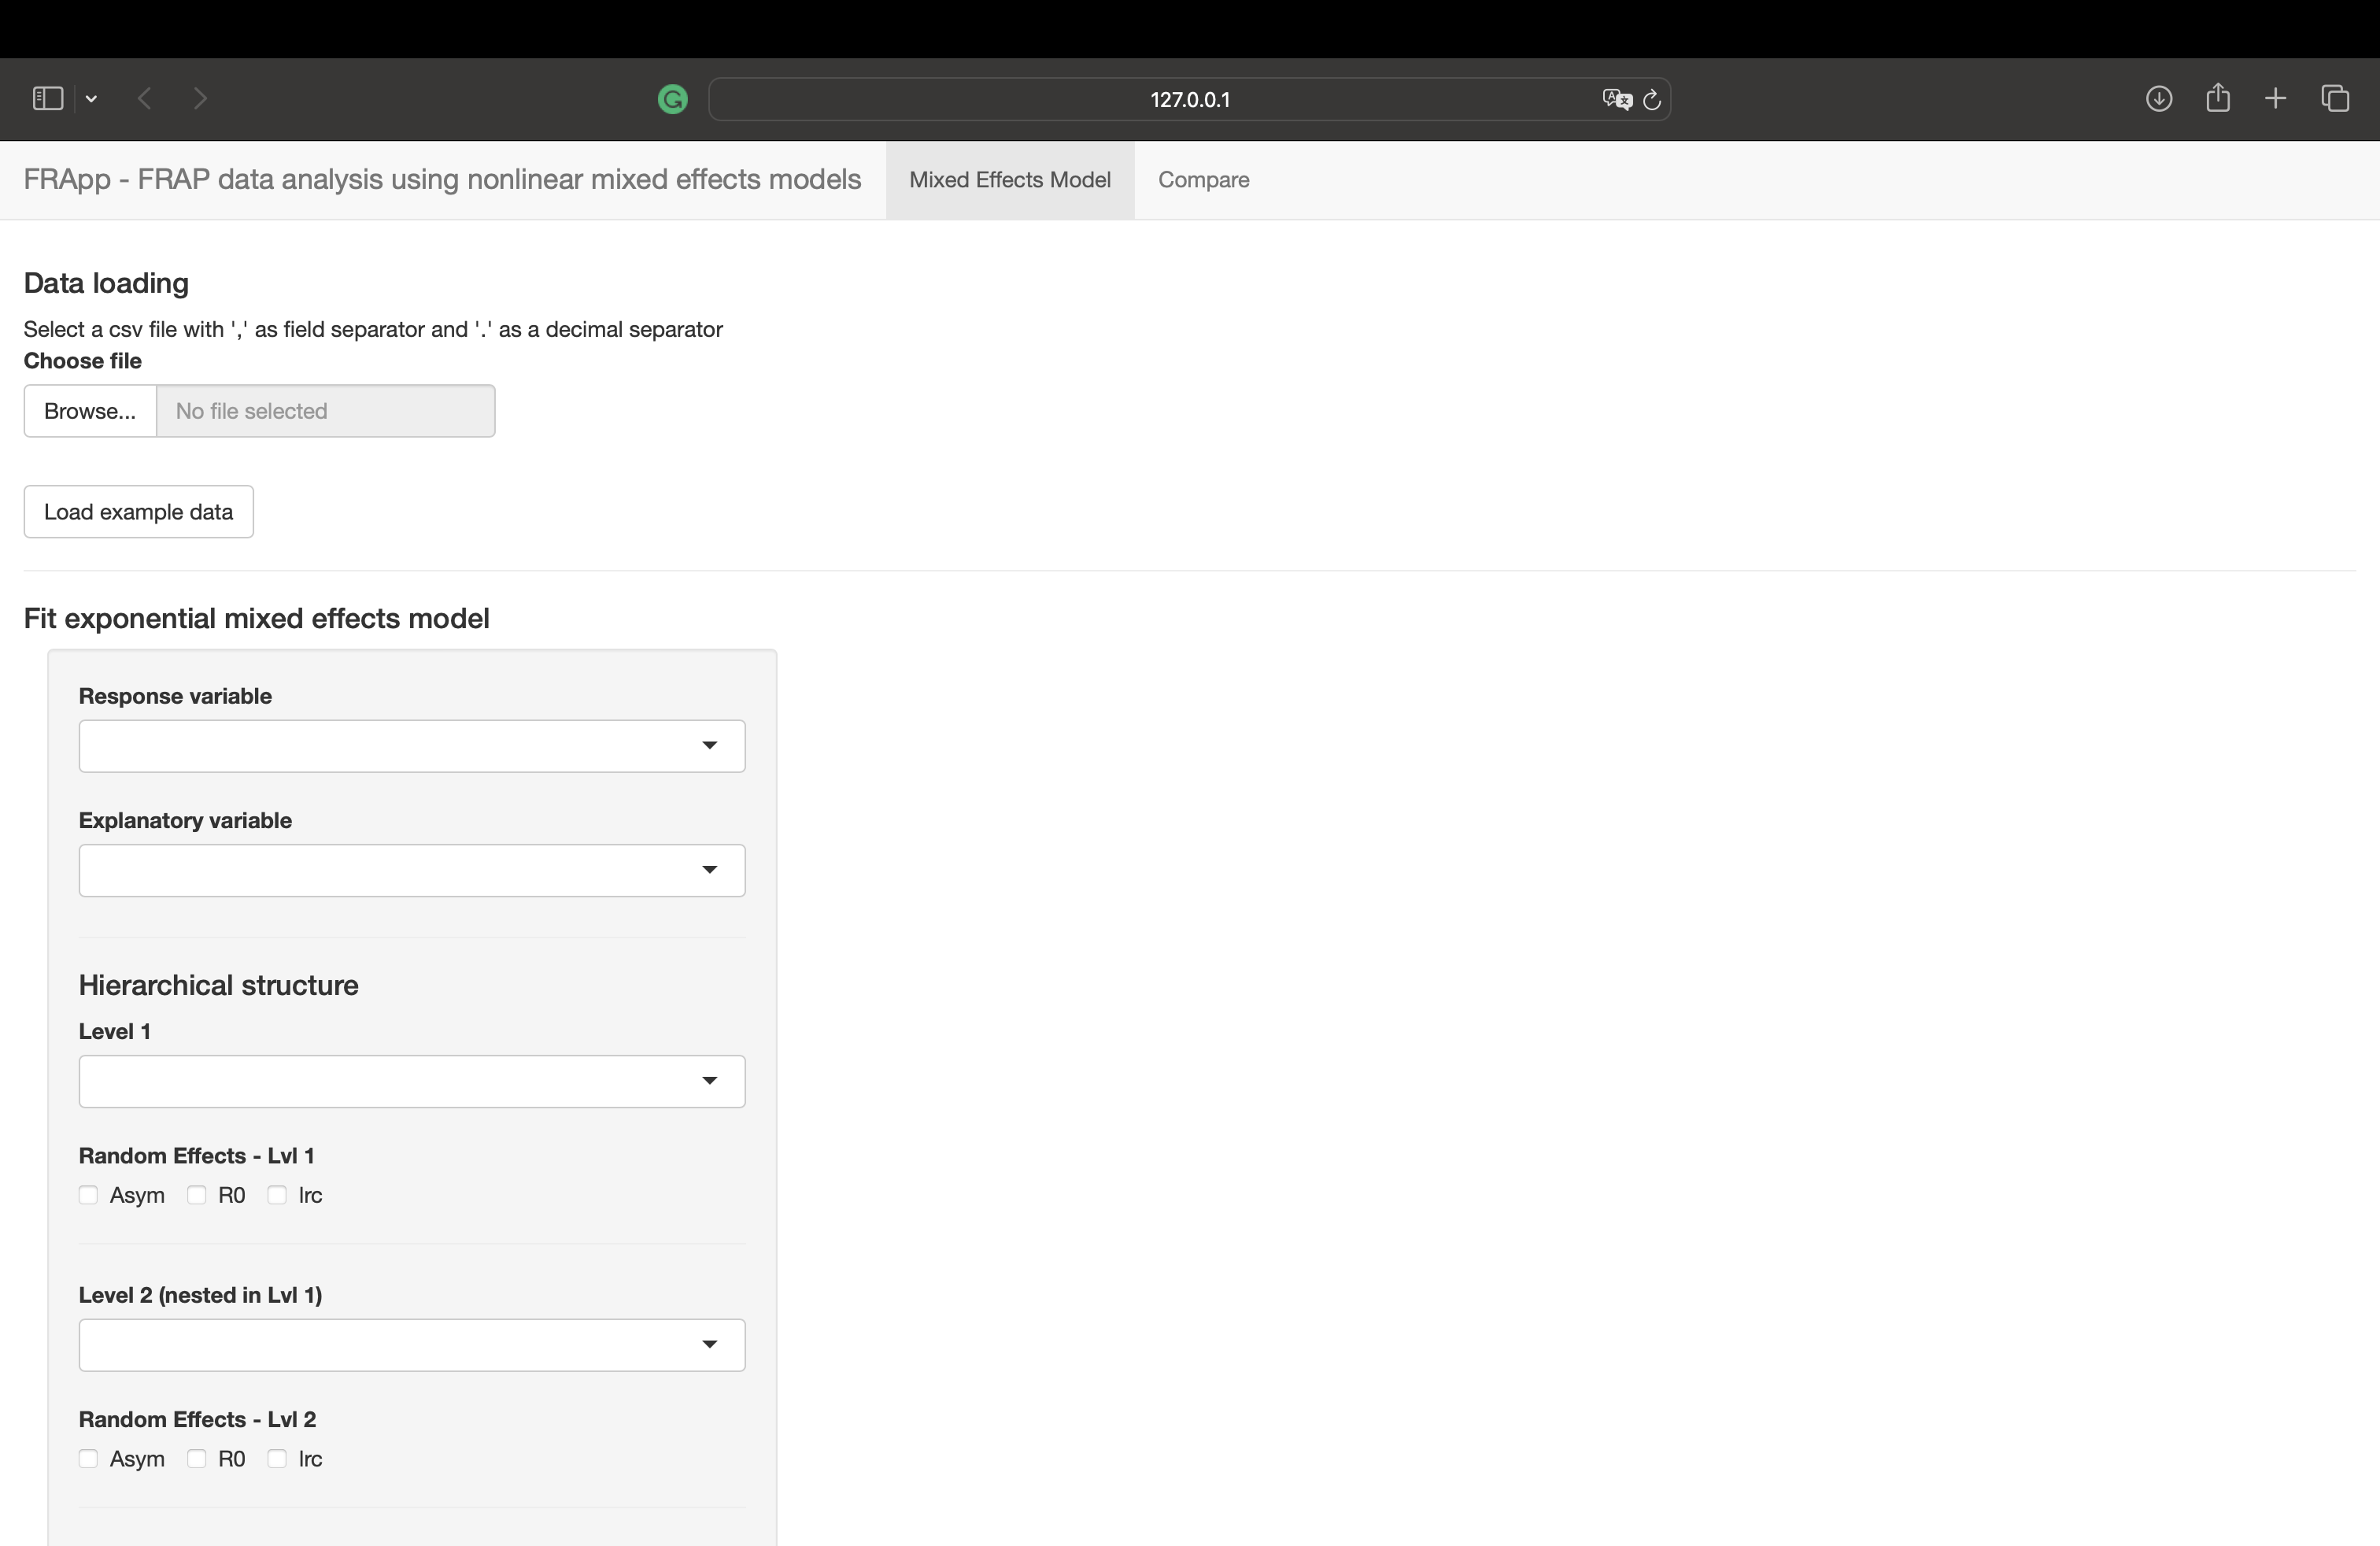 127.0.0.1
FRApp - FRAP data analysis using nonlinear mixed effects models
Mixed Effects Model
Compare
Data loading
Select a csv file with ',' as field separator and '.' as a decimal separator
Choose file
Browse...
No file selected
Load example data
Fit exponential mixed effects model
Response variable
Explanatory variable
Hierarchical structure
Level 1
Random Effects - Lvl 1
Asym R0 lrc
Level 2 (nested in Lvl 1)
Random Effects - Lvl 2
Asym R0 lrc